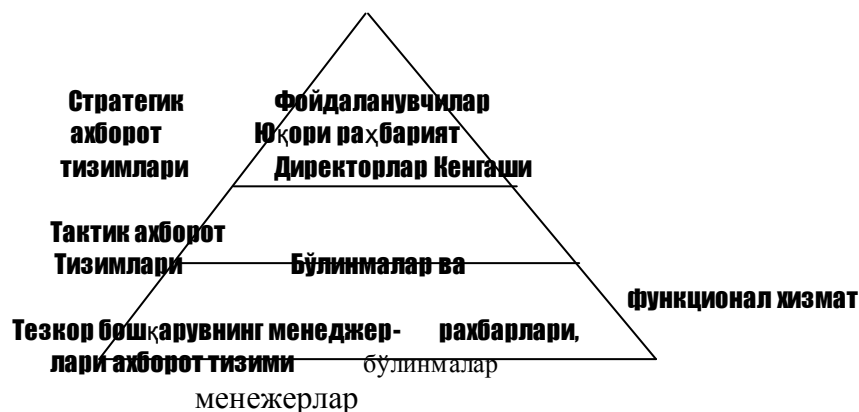 Стратегик Фойдаланувчилар
ахборот Юқори раҳбарият
тизимлари Директорлар Кенгаши
Тактик ахборот
Тизимлари Бўлинмалар ва
функционал хизмат
Тезкор бошқарувнинг менеджер- рахбарлари,
лари ахборот тизими бўлинмалар
менежерлар